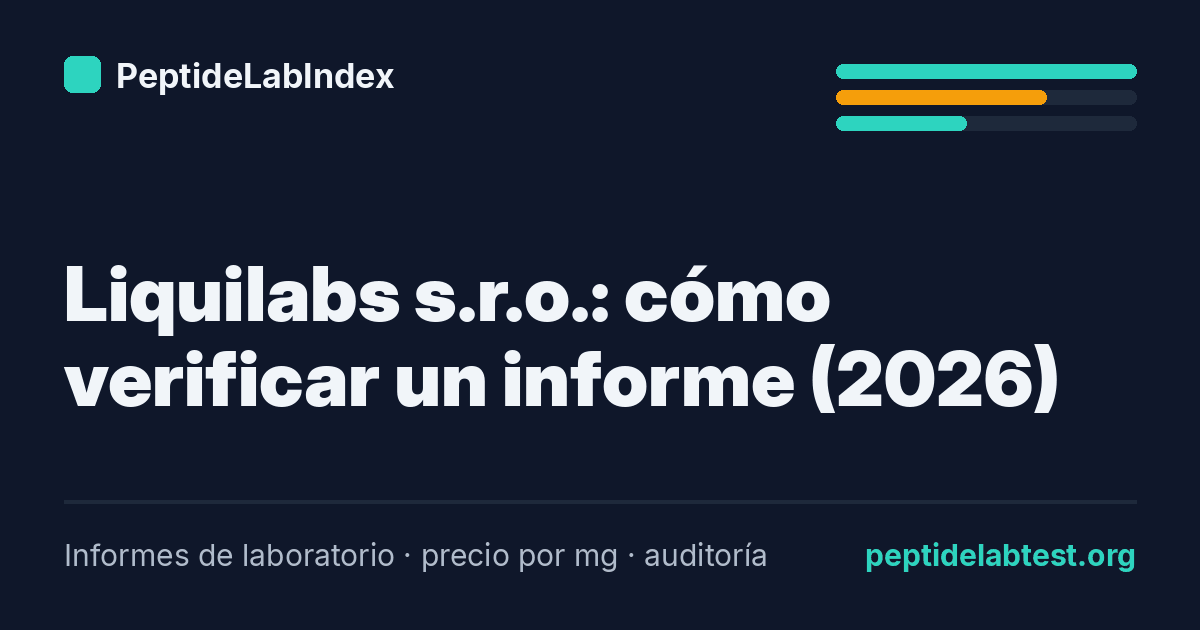 PeptideLabIndex
Liquilabs s.r.o.: cómo
verificar un informe (2026)
Informes de laboratorio · precio por mg · auditoría
peptidelabtest.org